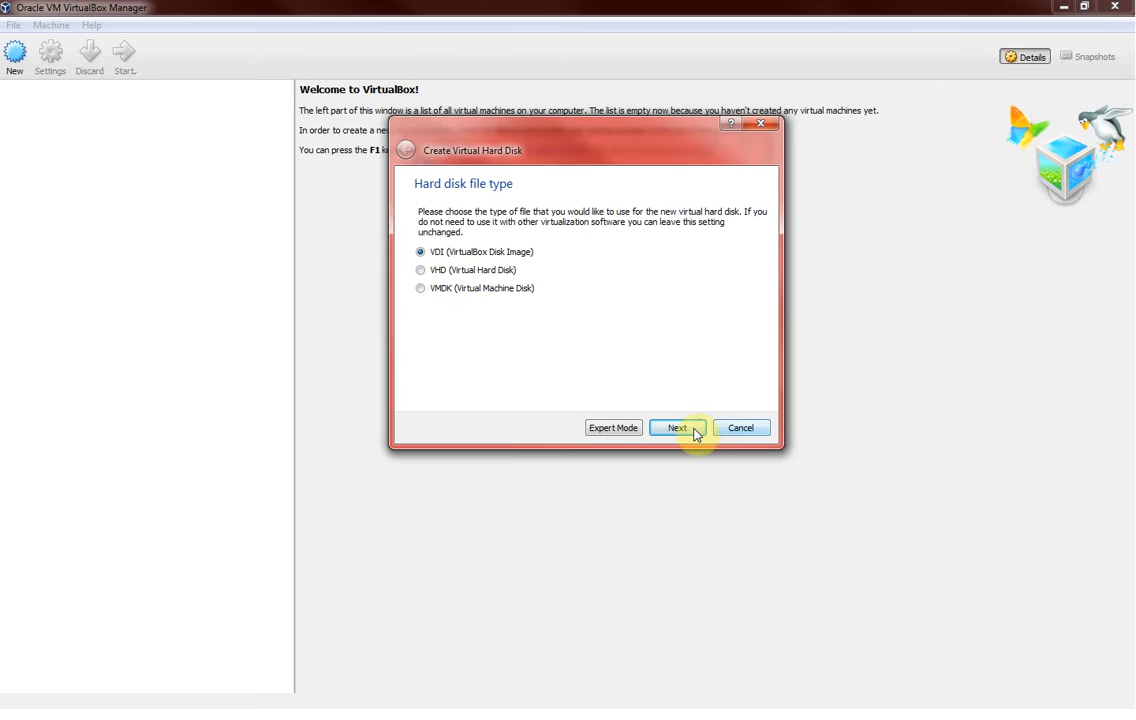 Oracle VM VirtualBox Manager
File Machine Help
New Settings Discard Start
Details Snapshots
Welcome to VirtualBox!
The left part of this window is a list of all virtual machines on your computer. The list is empty now because you haven't created any virtual machines yet.
In order to create a new
You can press the F1
?
Create Virtual Hard Disk
Hard disk file type
Please choose the type of file that you would like to use for the new virtual hard disk. If you
do not need to use it with other virtualization software you can leave this setting
unchanged.
VDI (VirtualBox Disk Image)
VHD (Virtual Hard Disk)
VMDK (Virtual Machine Disk)
Expert Mode Next Cancel